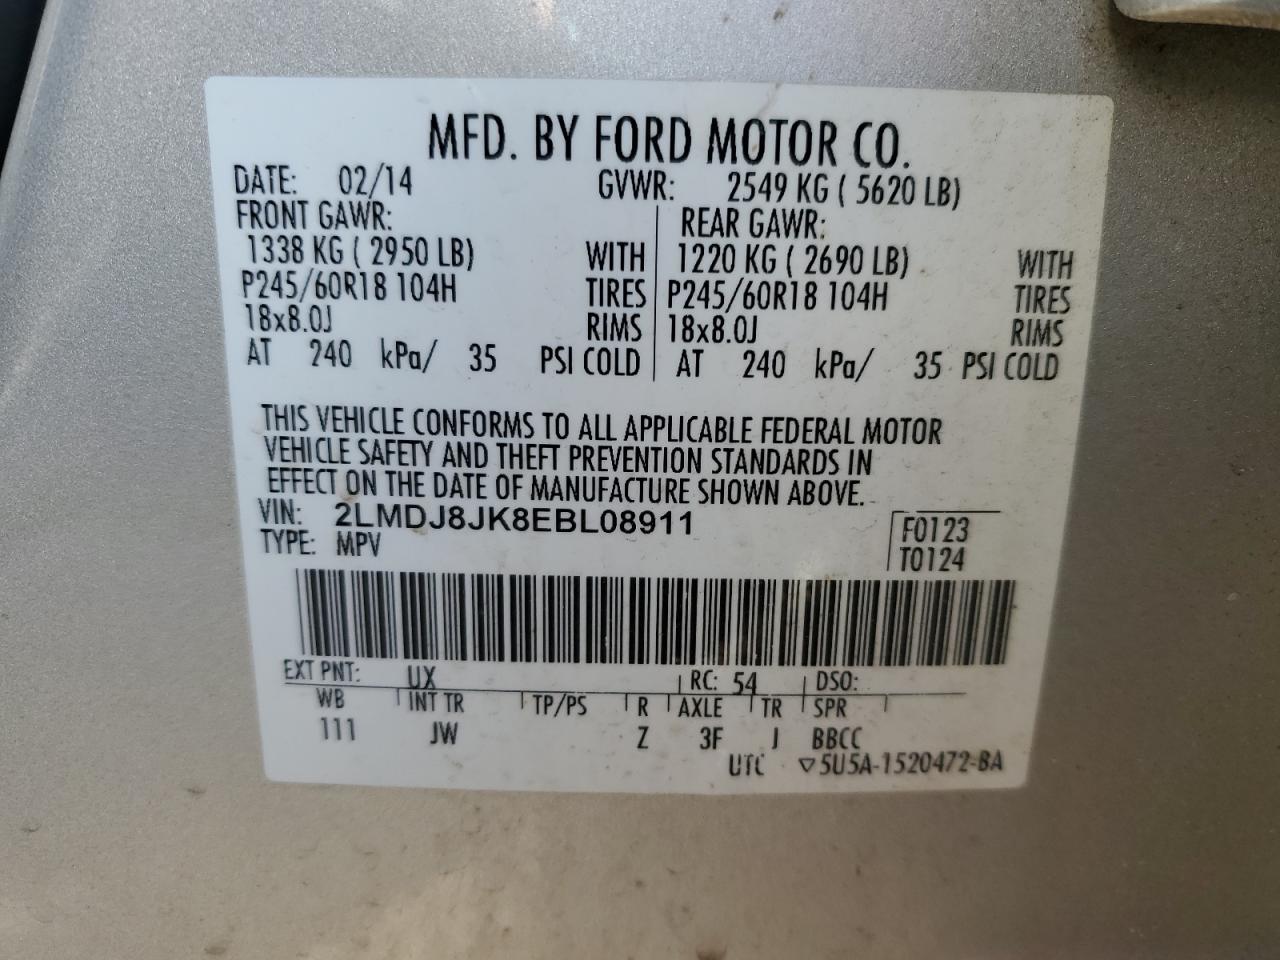 MFD. BY FORD MOTOR CO.
DATE: 02/14 GVWR: 2549 KG ( 5620 LB)
FRONT GAWR: REAR GAWR:
1338 KG ( 2950 LB) WITH 1220 KG ( 2690 LB) WITH
P245/60R18 104H TIRES P245/60R18 104H TIRES
18x8.0J RIMS 18x8.0J RIMS
AT 240 kPa/ 35 PSI COLD AT 240 kPa/ 35 PSI COLD
THIS VEHICLE CONFORMS TO ALL APPLICABLE FEDERAL MOTOR
VEHICLE SAFETY AND THEFT PREVENTION STANDARDS IN
EFFECT ON THE DATE OF MANUFACTURE SHOWN ABOVE.
VIN: 2LMDJ8JK8EBL08911 F0123
TYPE: MPV T0124
EXT PNT: UX RC: 54 DSO:
WB INT TR TP/PS R AXLE TR SPR
111 JW Z 3F J BBCC
UTC ▽5U5A-1520472-BA